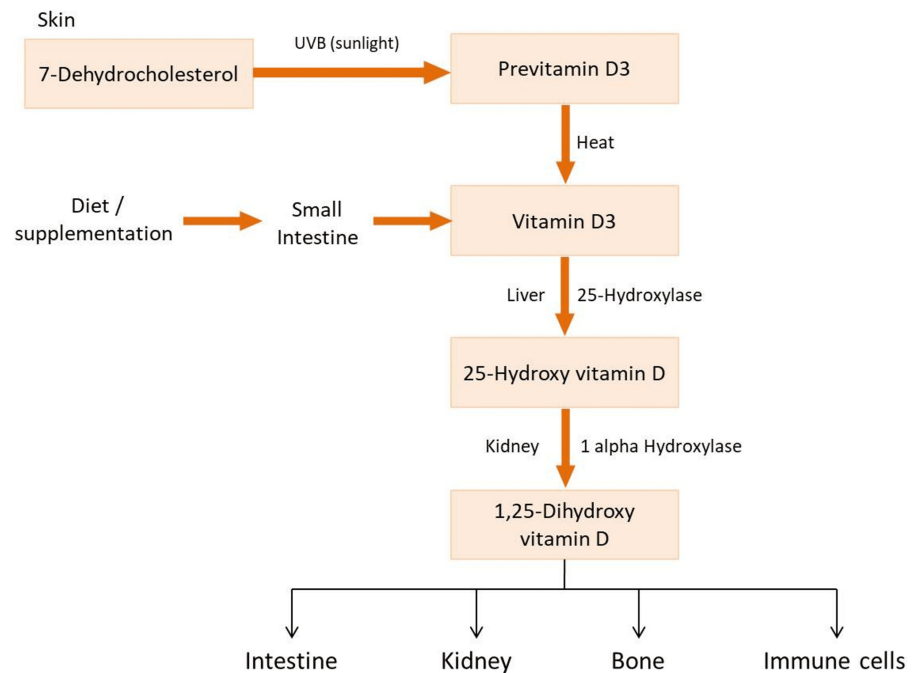 Skin
7-Dehydrocholesterol
UVB (sunlight)
Previtamin D3
Heat
Diet /
supplementation
Small
Intestine
Vitamin D3
Liver
25-Hydroxylase
25-Hydroxy vitamin D
Kidney
1 alpha Hydroxylase
1,25-Dihydroxy
vitamin D
Intestine
Kidney
Bone
Immune cells